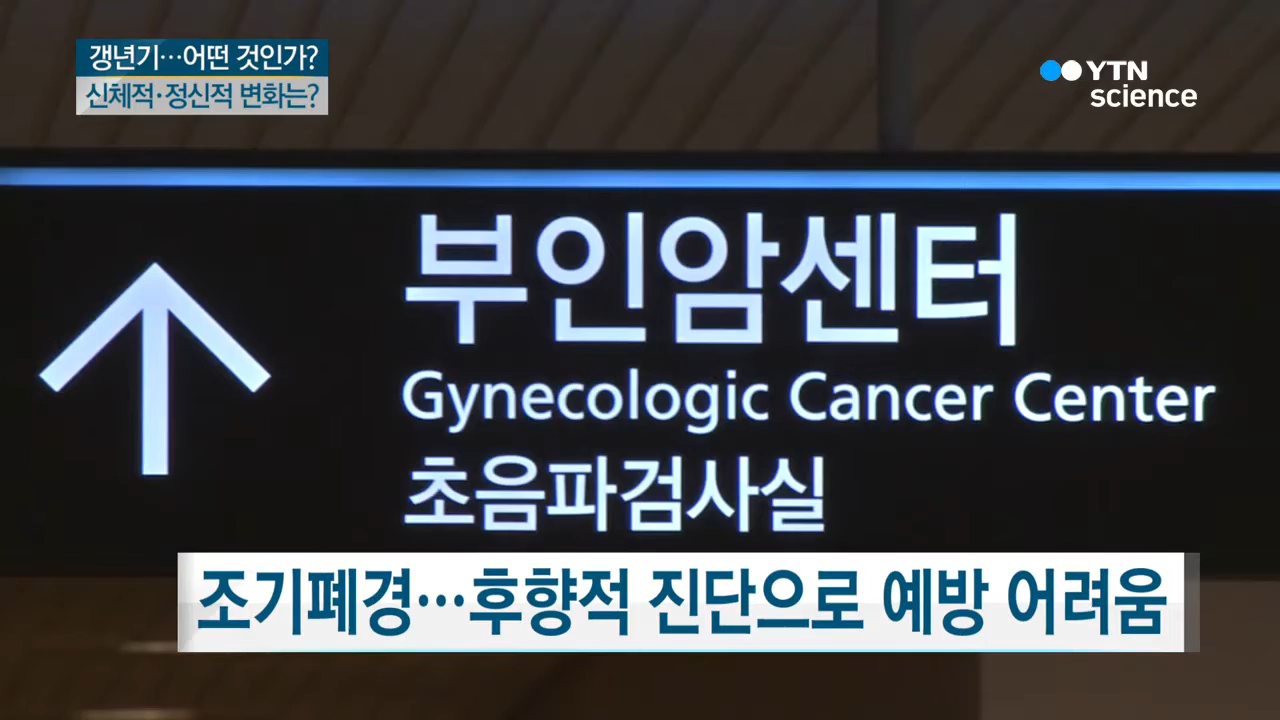 갱년기…어떤 것인가?
신체적·정신적 변화는?
YTN
science
부인암센터
Gynecologic Cancer Center
초음파검사실
조기폐경…후향적 진단으로 예방 어려움